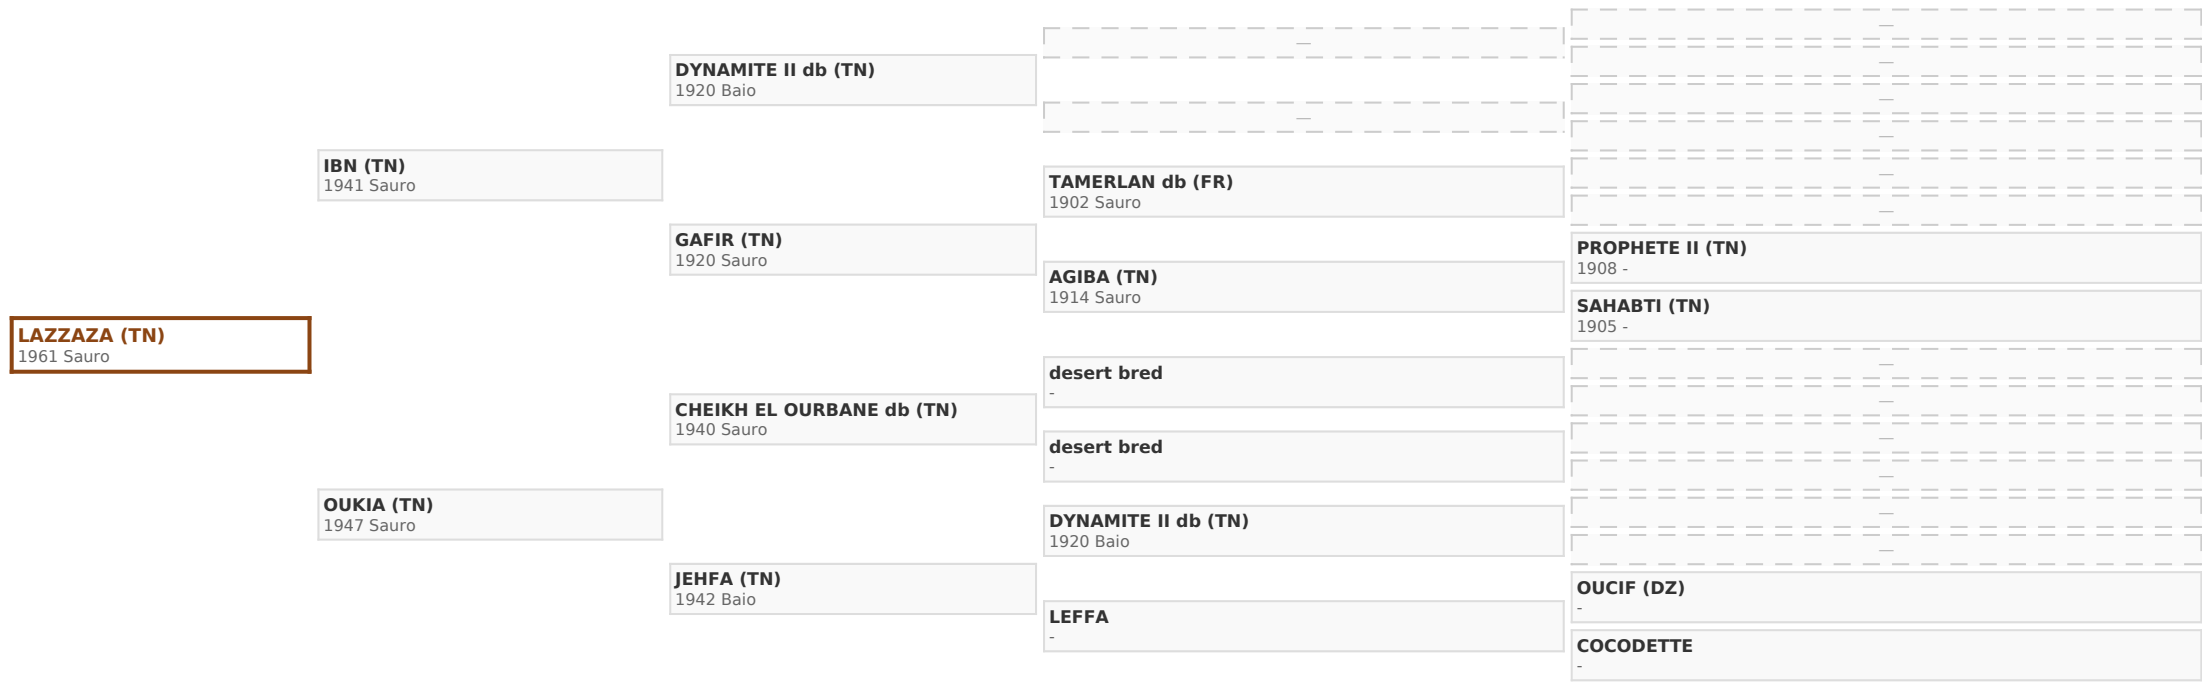 LAZZAZA (TN)
1961 Sauro
IBN (TN)
1941 Sauro
OUKIA (TN)
1947 Sauro
DYNAMITE II db (TN)
1920 Baio
GAFIR (TN)
1920 Sauro
CHEIKH EL OURBANE db (TN)
1940 Sauro
JEHFA (TN)
1942 Baio
—
—
TAMERLAN db (FR)
1902 Sauro
AGIBA (TN)
1914 Sauro
desert bred
-
desert bred
-
DYNAMITE II db (TN)
1920 Baio
LEFFA
-
—
—
—
—
—
—
PROPHETE II (TN)
1908 -
SAHABTI (TN)
1905 -
—
—
—
—
—
—
OUCIF (DZ)
-
COCODETTE
-